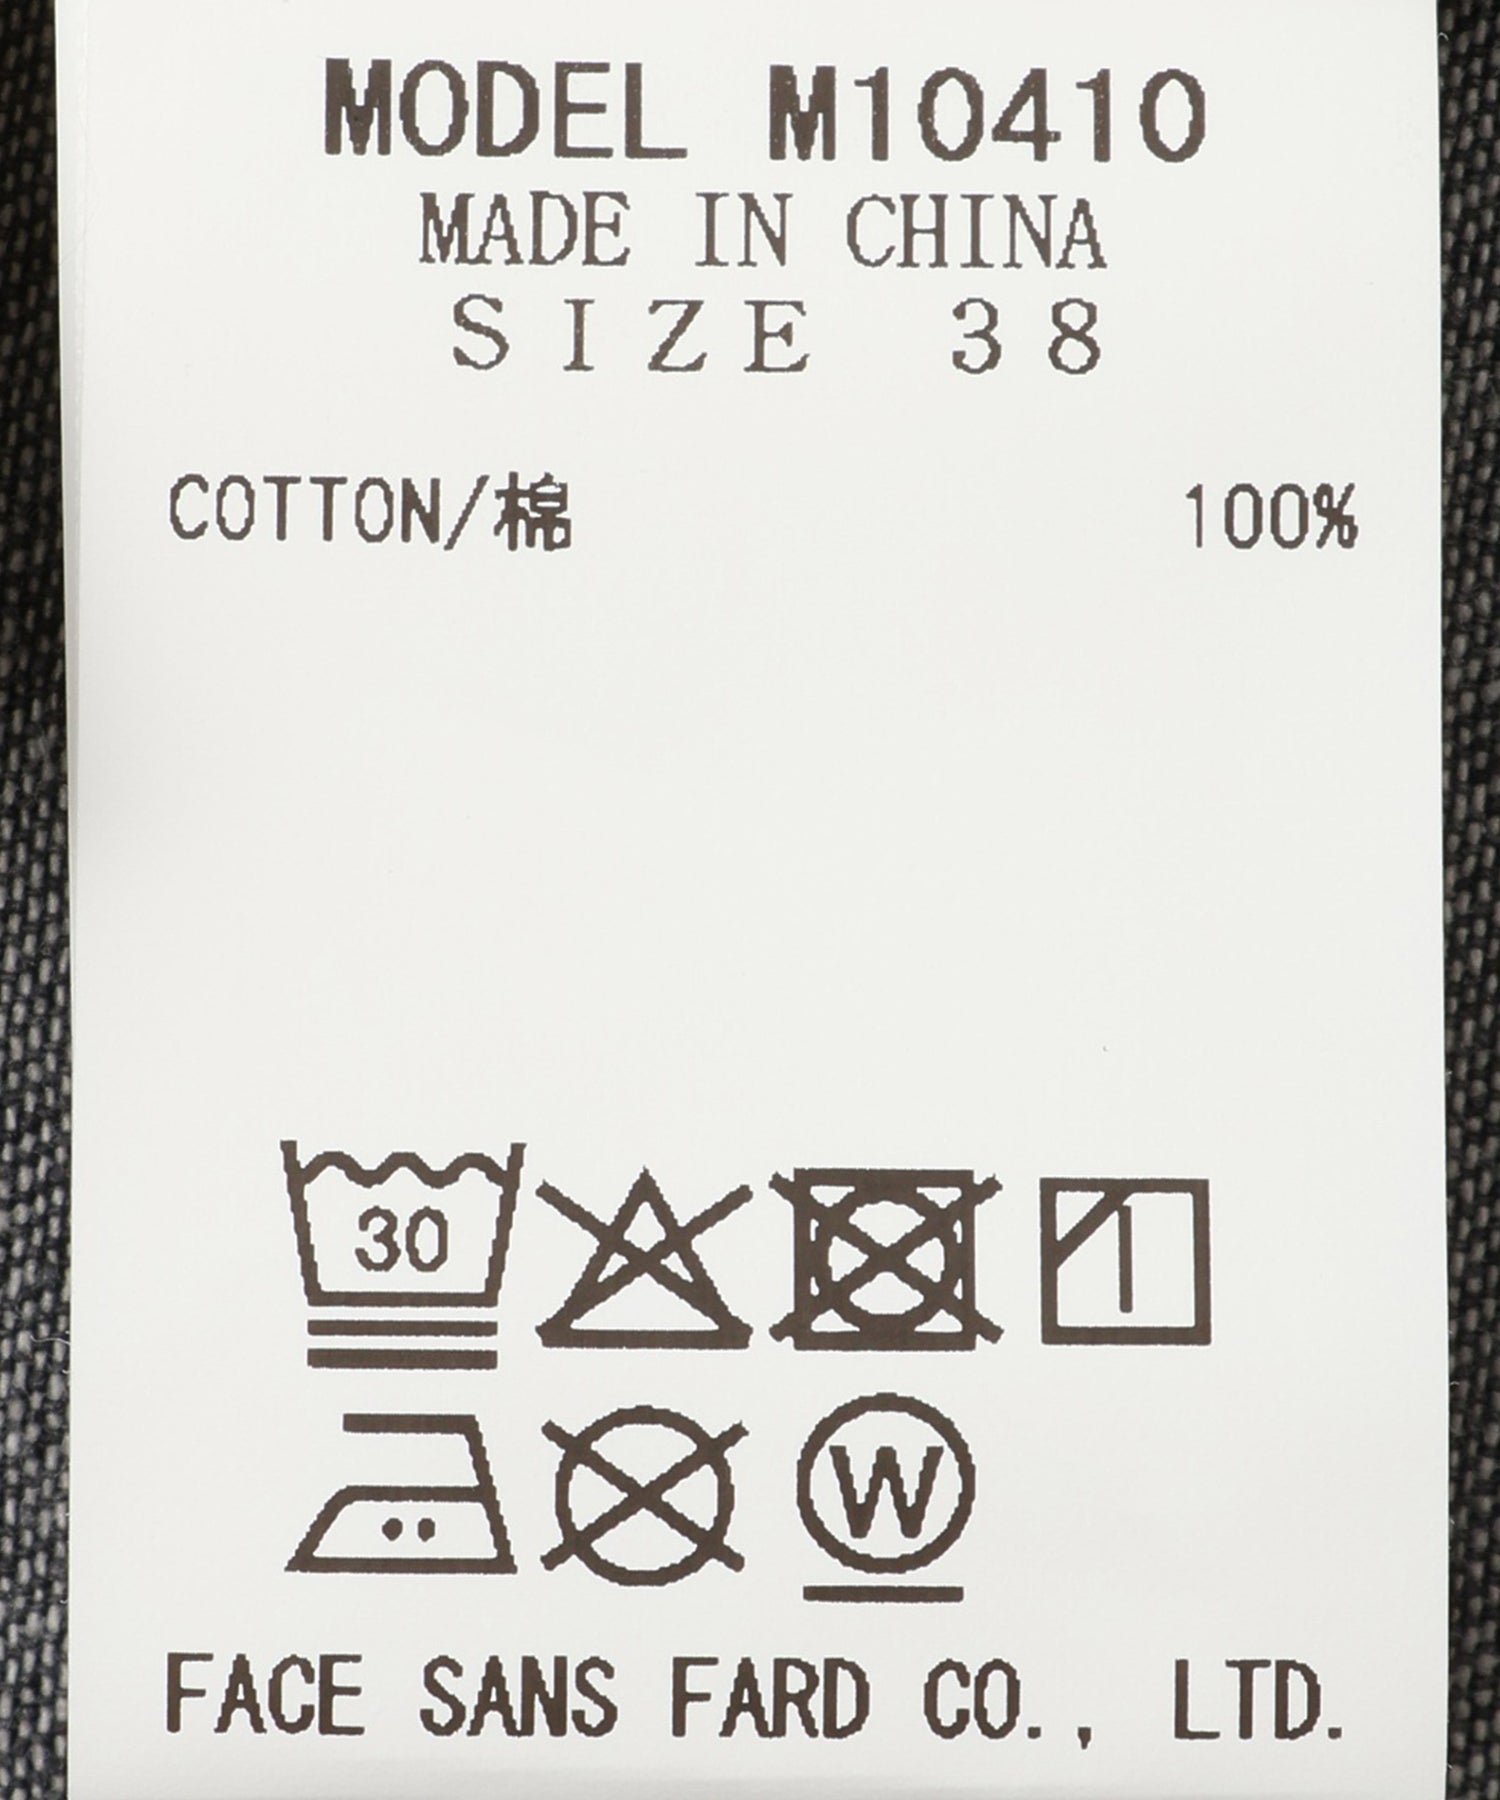 MODEL M10410
MADE IN CHINA
SIZE 38
COTTON/棉 100%
30
W
FACE SANS FARD CO., LTD.